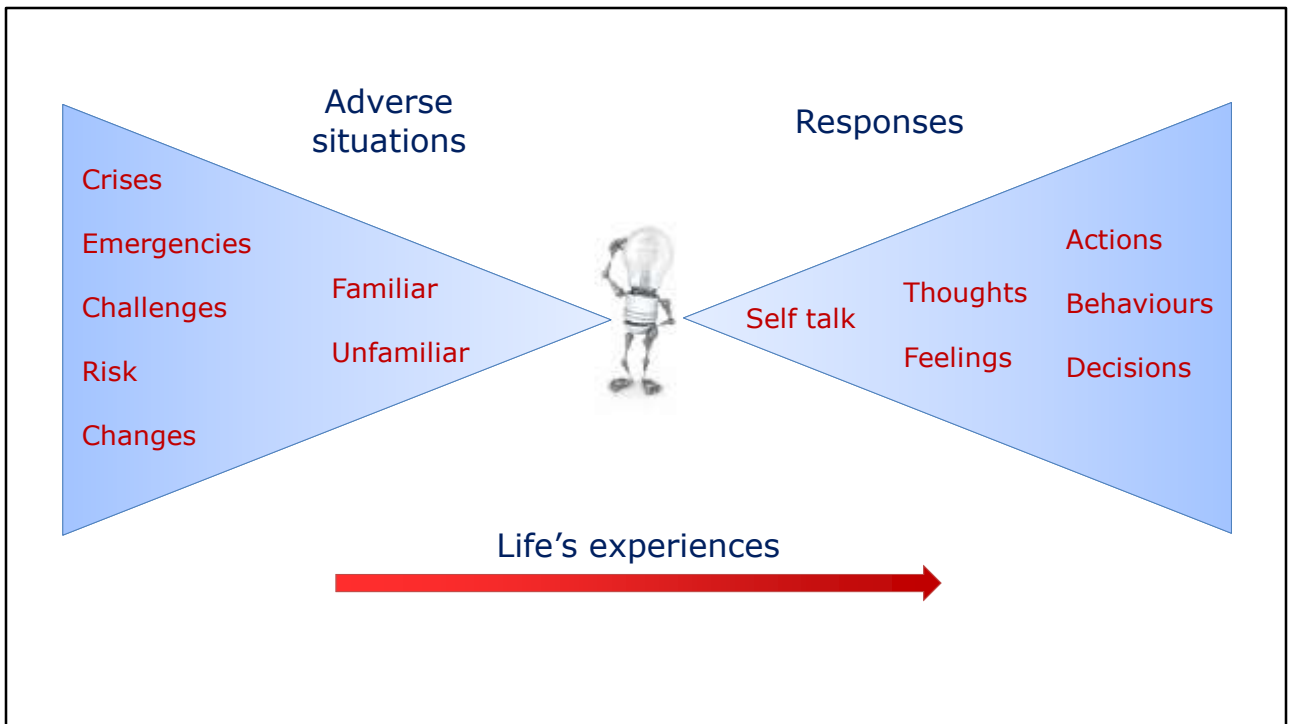 Adverse
situations
Responses
Crises
Emergencies
Challenges
Risk
Changes
Familiar
Unfamiliar
Self talk
Thoughts
Feelings
Actions
Behaviours
Decisions
Life’s experiences